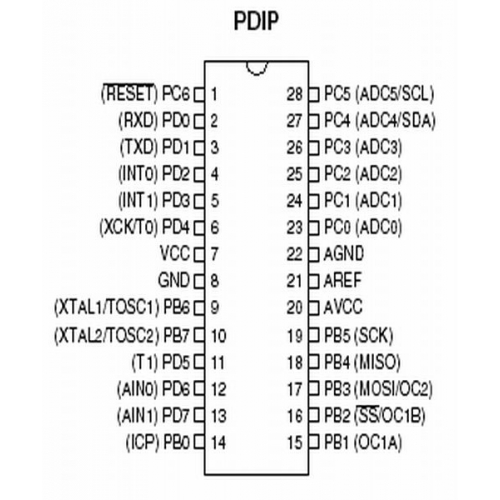 PDIP
(RESET) PC6 1 28 PC5 (ADC5/SCL)
(RXD) PD0 2 27 PC4 (ADC4/SDA)
(TXD) PD1 3 26 PC3 (ADC3)
(INT0) PD2 4 25 PC2 (ADC2)
(INT1) PD3 5 24 PC1 (ADC1)
(XCK/T0) PD4 6 23 PC0 (ADC0)
VCC 7 22 AGND
GND 8 21 AREF
(XTAL1/TOSC1) PB6 9 20 AVCC
(XTAL2/TOSC2) PB7 10 19 PB5 (SCK)
(T1) PD5 11 18 PB4 (MISO)
(AIN0) PD6 12 17 PB3 (MOSI/OC2)
(AIN1) PD7 13 16 PB2 (SS/OC1B)
(ICP) PB0 14 15 PB1 (OC1A)